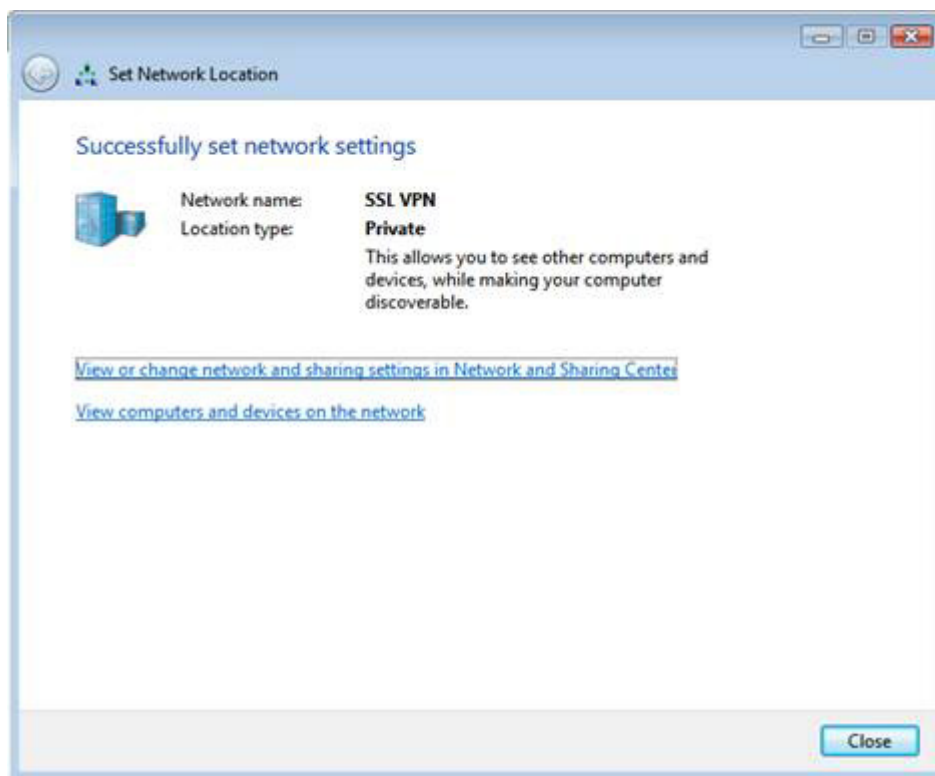 Set Network Location
Successfully set network settings
Network name: SSL VPN
Location type: Private
This allows you to see other computers and
devices, while making your computer
discoverable.
View or change network and sharing settings in Network and Sharing Center
View computers and devices on the network
Close